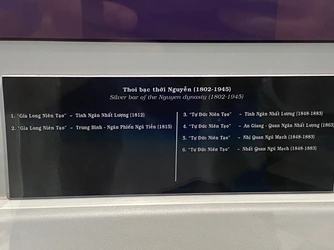 Thoi bạc thời Nguyễn (1802-1945)
Silver bar of the Nguyen dynasty (1802-1945)
1. "Gia Long Niên Tạo" - Tinh Ngân Nhất Lượng (1812)
2. "Gia Long Niên Tạo" - Trung Bình - Ngân Phiến Ngũ Tiền (1815)
3. "Tự Đức Niên Tạo" - Tinh Ngân Nhất Lượng (1848-1883)
4. "Tự Đức Niên Tạo" - An Giang - Quan Ngân Nhất Lượng (1863)
5. "Tự Đức Niên Tạo" - Nhị Quan Ngũ Mạch (1848-1883)
6. "Tự Đức Niên Tạo" - Nhất Quan Ngũ Mạch (1848-1883)